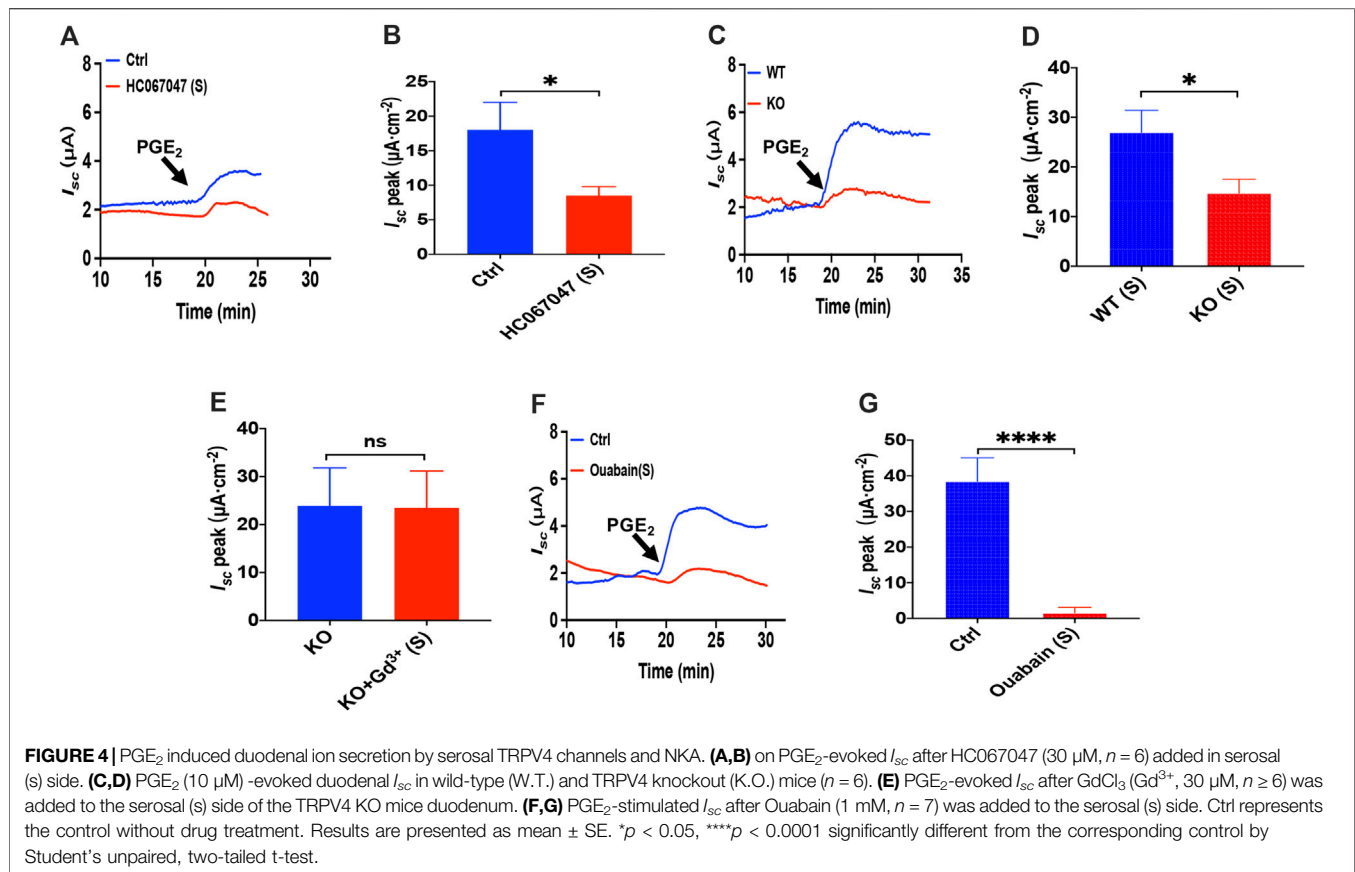 A
Ctrl
HC067047 (S)
8
6
4
2
0
Isc (µA)
PGE2
10 15 20 25 30
Time (min)
B
25
20
15
10
5
0
Isc peak (µA·cm-2)
*
Ctrl
HC067047 (S)
C
WT
KO
8
6
4
2
0
Isc (µA)
PGE2
10 15 20 25 30 35
Time (min)
D
40
30
20
10
0
Isc peak (µA·cm-2)
*
WT (S)
KO (S)
E
40
30
20
10
0
Isc peak (µA·cm-2)
ns
KO
KO+Gd3+ (S)
F
Ctrl
Ouabain(S)
8
6
4
2
0
Isc (µA)
PGE2
10 15 20 25 30
Time (min)
G
50
40
30
20
10
0
Isc peak (µA·cm-2)
****
Ctrl
Ouabain (S)
FIGURE 4 | PGE2 induced duodenal ion secretion by serosal TRPV4 channels and NKA. (A,B) on PGE2-evoked Isc after HC067047 (30 µM, n = 6) added in serosal
(s) side. (C,D) PGE2 (10 µM) -evoked duodenal Isc in wild-type (W.T.) and TRPV4 knockout (K.O.) mice (n = 6). (E) PGE2-evoked Isc after GdCl3 (Gd3+, 30 µM, n ≥ 6) was
added to the serosal (s) side of the TRPV4 KO mice duodenum. (F,G) PGE2-stimulated Isc after Ouabain (1 mM, n = 7) was added to the serosal (s) side. Ctrl represents
the control without drug treatment. Results are presented as mean ± SE. *p < 0.05, ****p < 0.0001 significantly different from the corresponding control by
Student's unpaired, two-tailed t-test.